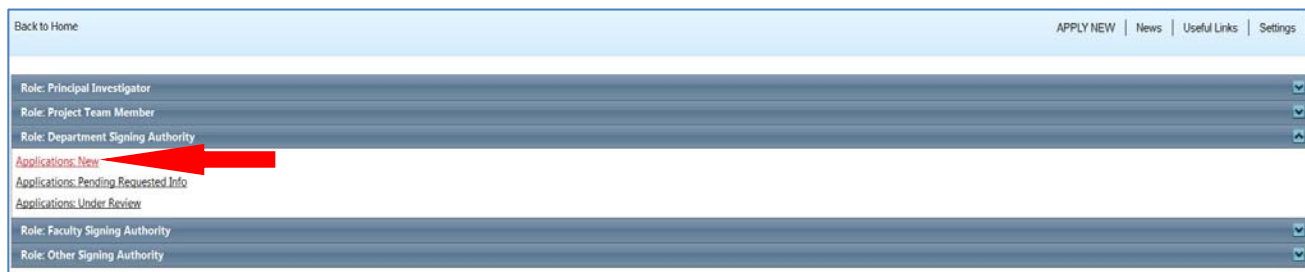 Back to Home APPLY NEW | News | Useful Links | Settings
Role: Principal Investigator
Role: Project Team Member
Role: Department Signing Authority
Applications: New
Applications: Pending Requested Info
Applications: Under Review
Role: Faculty Signing Authority
Role: Other Signing Authority